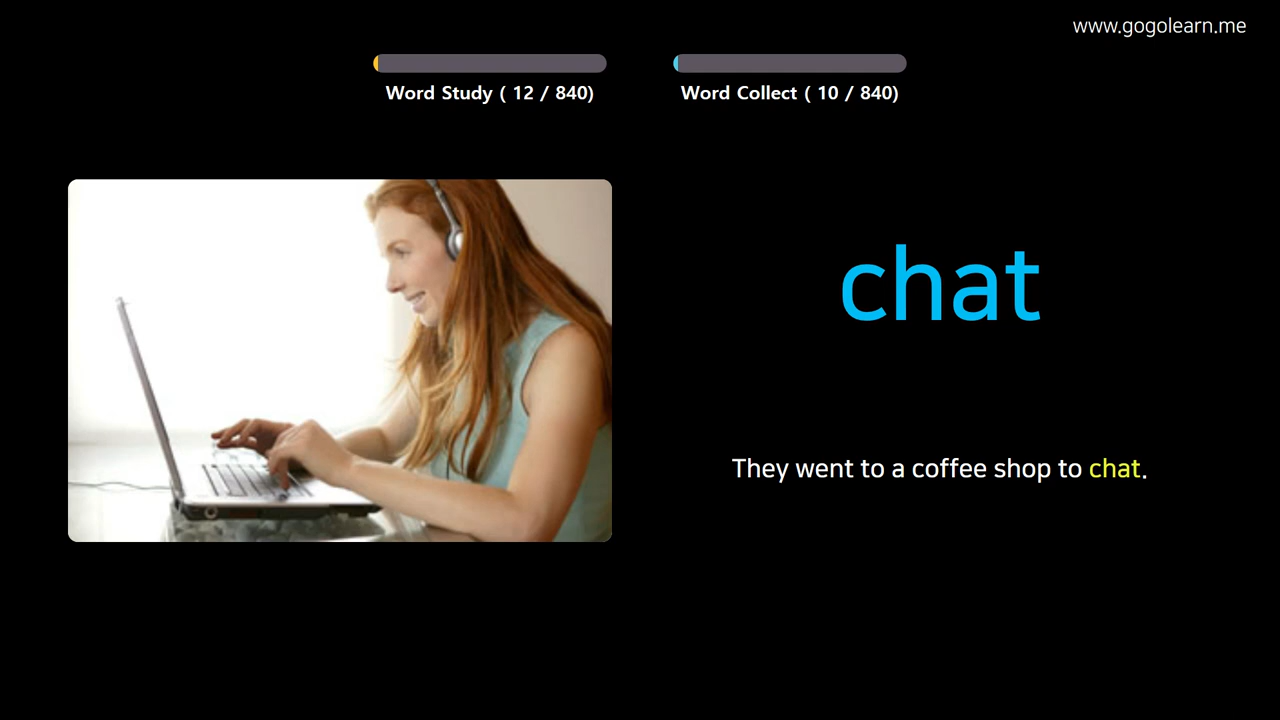 www.gogolearn.me
Word Study ( 12 / 840)
Word Collect ( 10 / 840)
chat
They went to a coffee shop to chat.